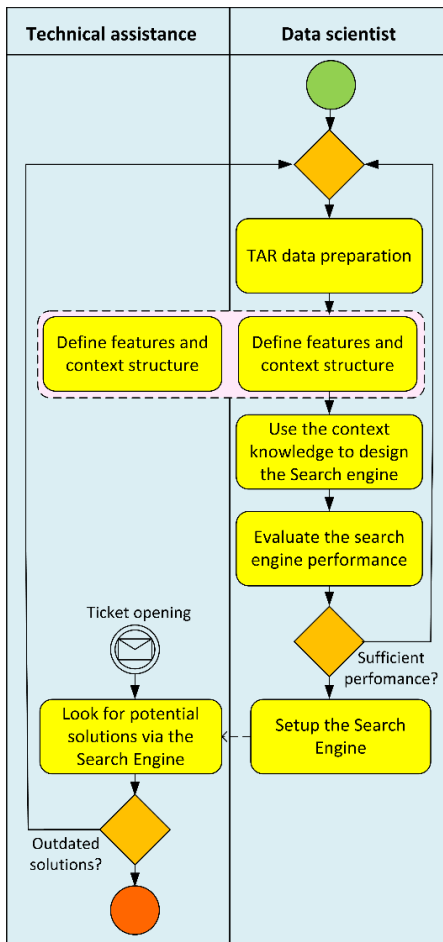 Technical assistance
Data scientist
TAR data preparation
Define features and
context structure
Define features and
context structure
Use the context
knowledge to design
the Search engine
Evaluate the search
engine performance
Ticket opening
Sufficient
perfomance?
Look for potential
solutions via the
Search Engine
Setup the Search
Engine
Outdated
solutions?